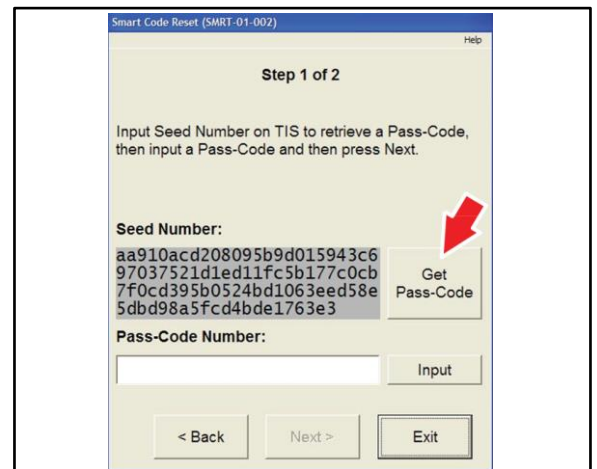 Smart Code Reset (SMRT-01-002)
Help
Step 1 of 2
Input Seed Number on TIS to retrieve a Pass-Code,
then input a Pass-Code and then press Next.
Seed Number:
aa910acd208095b9d015943c6
97037521d1ed11fc5b177c0cb
7f0cd395b0524bd1063eed58e
5dbd98a5fcd4bde1763e3
Get
Pass-Code
Pass-Code Number:
Input
< Back
Next >
Exit